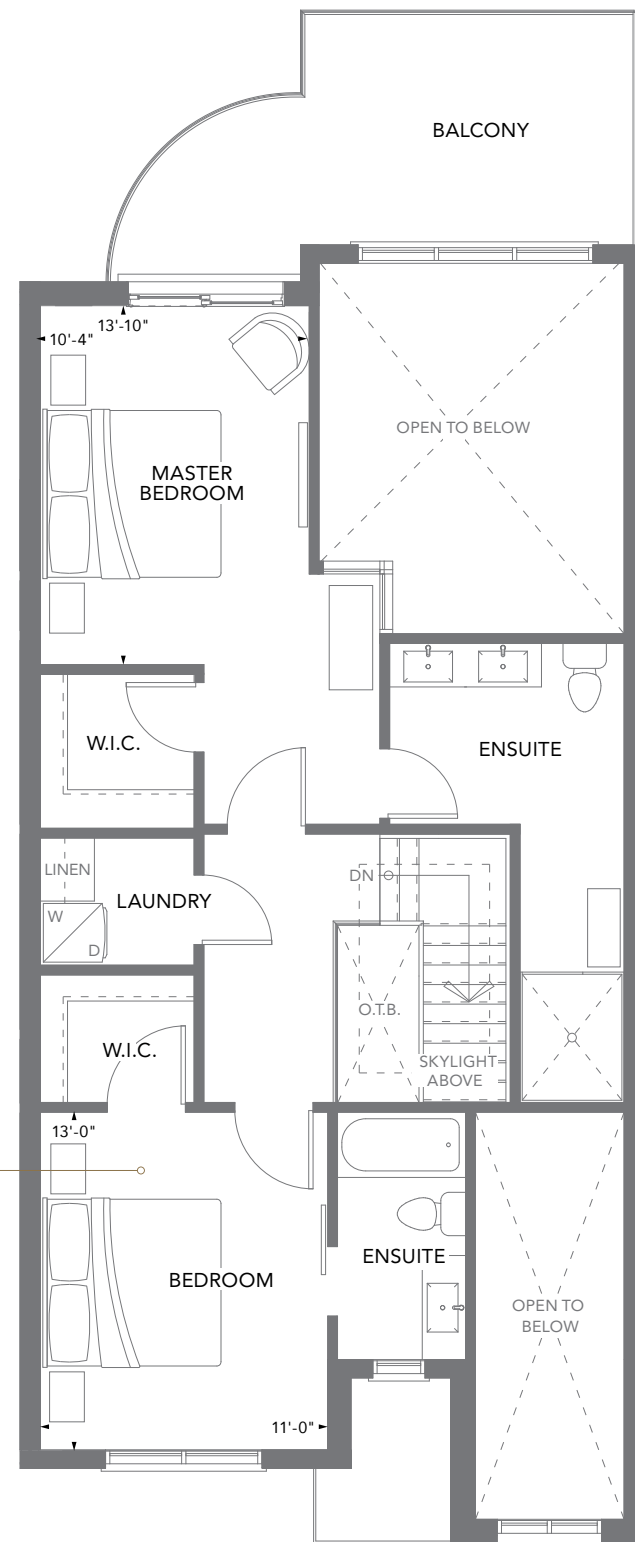 BALCONY
13'-10"
10'-4"
OPEN TO BELOW
MASTER
BEDROOM
W.I.C.
ENSUITE
LINEN
LAUNDRY
W
D
DN
O.T.B.
W.I.C.
SKYLIGHT
ABOVE
13'-0"
ENSUITE
BEDROOM
OPEN TO
BELOW
11'-0"